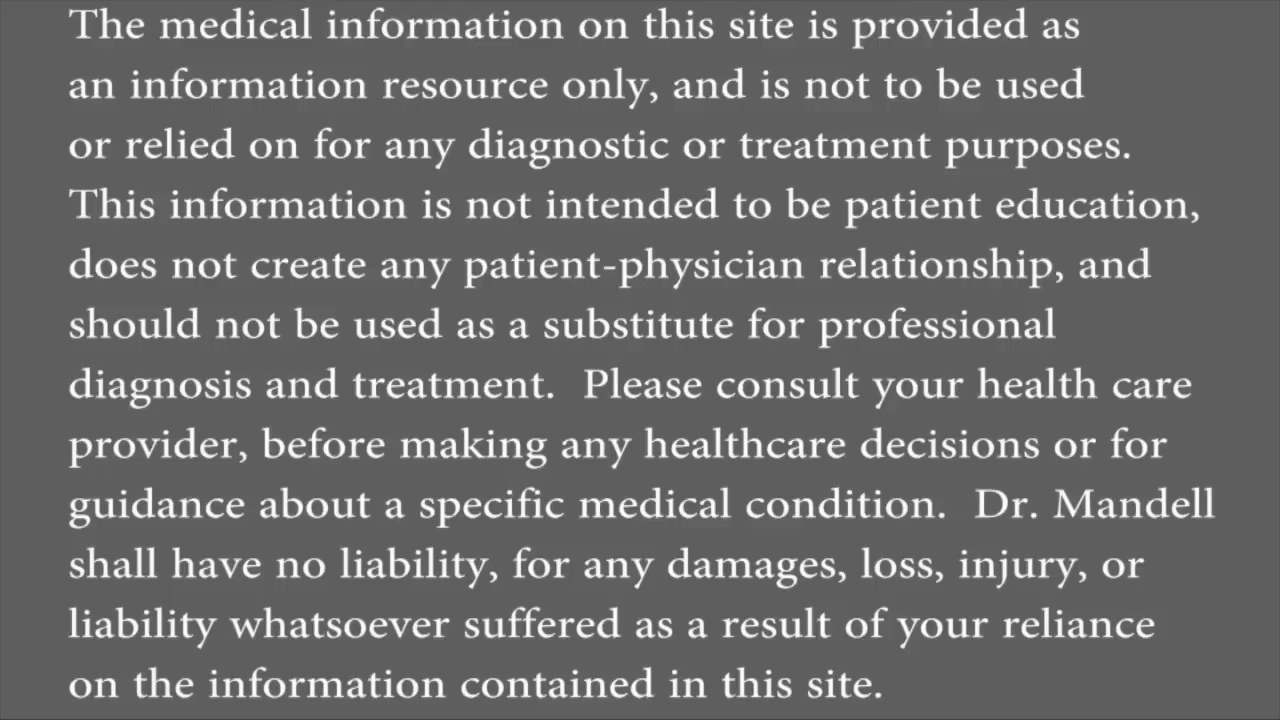 The medical information on this site is provided as
an information resource only, and is not to be used
or relied on for any diagnostic or treatment purposes.
This information is not intended to be patient education,
does not create any patient-physician relationship, and
should not be used as a substitute for professional
diagnosis and treatment.  Please consult your health care
provider, before making any healthcare decisions or for
guidance about a specific medical condition.  Dr. Mandell
shall have no liability, for any damages, loss, injury, or
liability whatsoever suffered as a result of your reliance
on the information contained in this site.